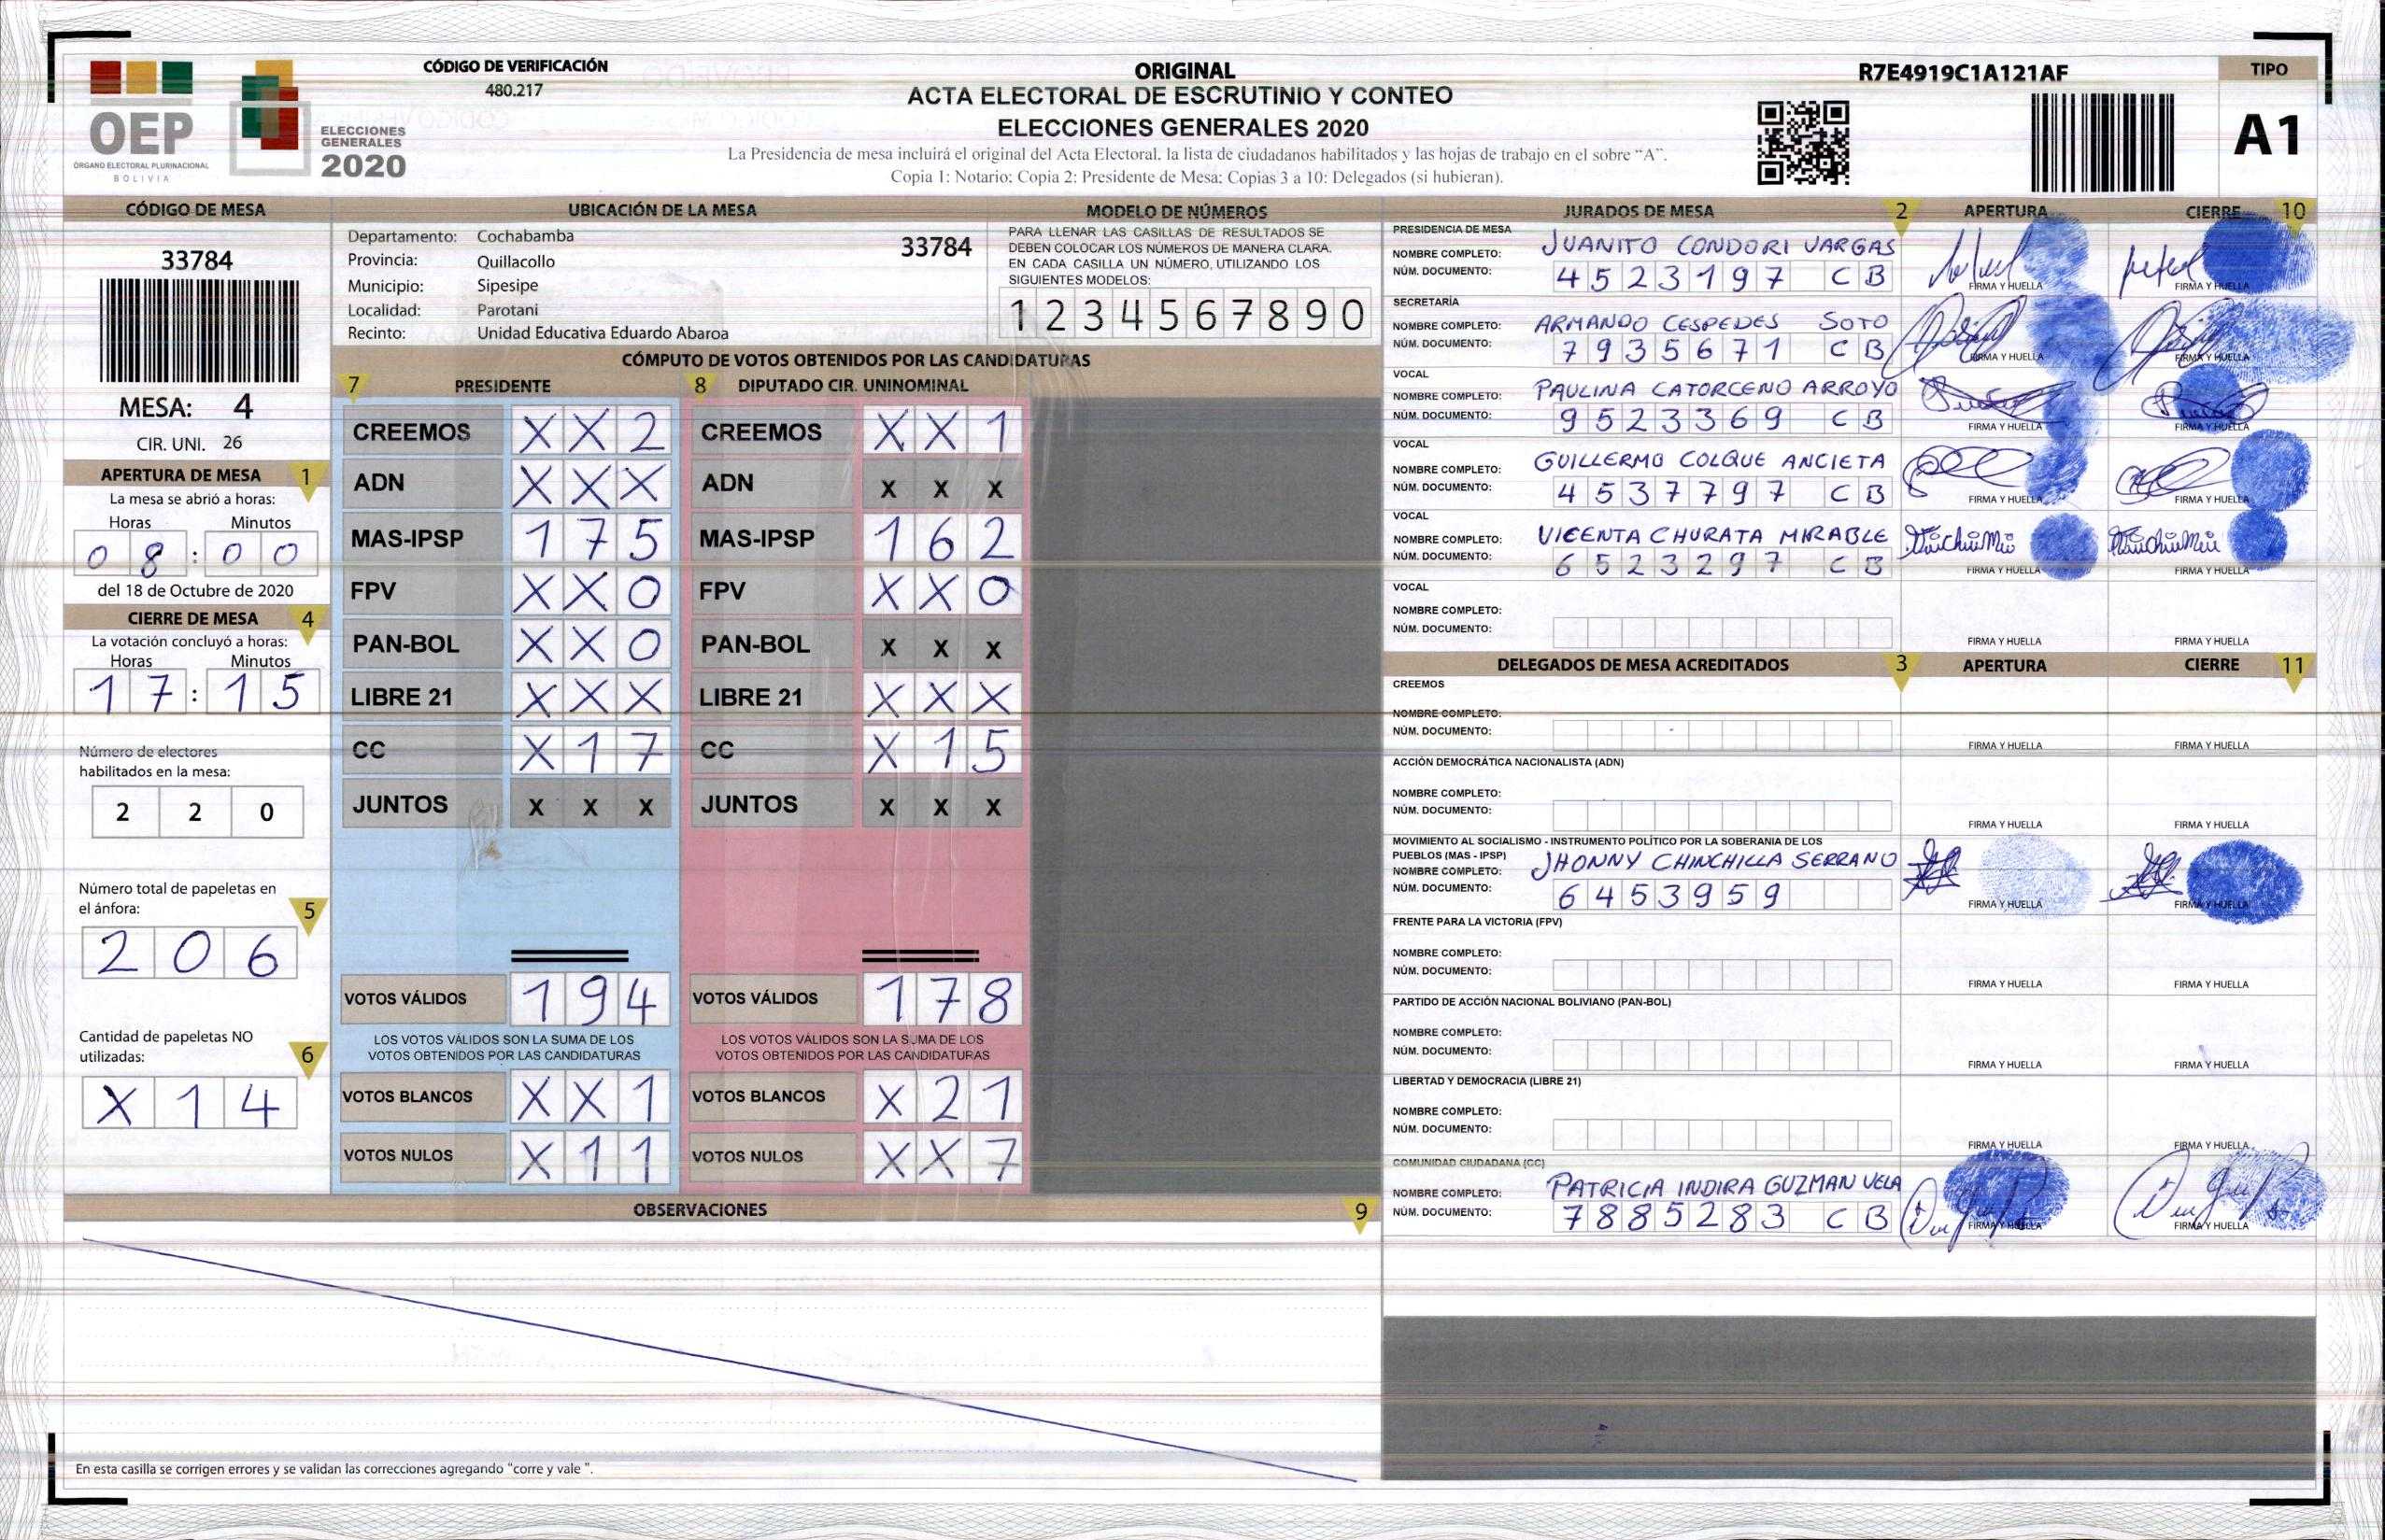 OEP
ÓRGANO ELECTORAL PLURINACIONAL
BOLIVIA
ELECCIONES
GENERALES
2020
CÓDIGO DE VERIFICACIÓN
480.217
ORIGINAL
ACTA ELECTORAL DE ESCRUTINIO Y CONTEO
ELECCIONES GENERALES 2020
La Presidencia de mesa incluirá el original del Acta Electoral, la lista de ciudadanos habilitados y las hojas de trabajo en el sobre "A".
Copia 1: Notario; Copia 2: Presidente de Mesa; Copias 3 a 10: Delegados (si hubieran).
R7E4919C1A121AF
TIPO
A1
CÓDIGO DE MESA
33784
MESA: 4
CIR. UNI. 26
APERTURA DE MESA 1
La mesa se abrió a horas:
Horas Minutos
08:00
del 18 de Octubre de 2020
CIERRE DE MESA 4
La votación concluyó a horas:
Horas Minutos
17:15
Número de electores
habilitados en la mesa:
2 2 0
Número total de papeletas en
el ánfora: 5
2 0 6
Cantidad de papeletas NO
utilizadas: 6
X 1 4
UBICACIÓN DE LA MESA
Departamento: Cochabamba 33784
Provincia: Quillacollo
Municipio: Sipesipe
Localidad: Parotani
Recinto: Unidad Educativa Eduardo Abaroa
MODELO DE NÚMEROS
PARA LLENAR LAS CASILLAS DE RESULTADOS SE
DEBEN COLOCAR LOS NÚMEROS DE MANERA CLARA.
EN CADA CASILLA UN NÚMERO, UTILIZANDO LOS
SIGUIENTES MODELOS:
1 2 3 4 5 6 7 8 9 0
CÓMPUTO DE VOTOS OBTENIDOS POR LAS CANDIDATURAS
7 PRESIDENTE 8 DIPUTADO CIR. UNINOMINAL
CREEMOS X X 2 CREEMOS X X 1
ADN X X X ADN X X X
MAS-IPSP 1 7 5 MAS-IPSP 1 6 2
FPV X X 0 FPV X X 0
PAN-BOL X X 0 PAN-BOL X X X
LIBRE 21 X X X LIBRE 21 X X X
CC X 1 7 CC X 1 5
JUNTOS X X X JUNTOS X X X
VOTOS VÁLIDOS 1 9 4 VOTOS VÁLIDOS 1 7 8
LOS VOTOS VÁLIDOS SON LA SUMA DE LOS LOS VOTOS VÁLIDOS SON LA SUMA DE LOS
VOTOS OBTENIDOS POR LAS CANDIDATURAS VOTOS OBTENIDOS POR LAS CANDIDATURAS
VOTOS BLANCOS X X 1 VOTOS BLANCOS X 2 1
VOTOS NULOS X 1 1 VOTOS NULOS X X 7
OBSERVACIONES 9
En esta casilla se corrigen errores y se validan las correcciones agregando "corre y vale ".
JURADOS DE MESA 2 APERTURA CIERRE 10
PRESIDENCIA DE MESA
NOMBRE COMPLETO: JUANITO CONDORI VARGAS
NÚM. DOCUMENTO: 4523197 CB FIRMA Y HUELLA FIRMA Y HUELLA
SECRETARÍA
NOMBRE COMPLETO: ARMANDO CESPEDES SOTO
NÚM. DOCUMENTO: 7935671 CB FIRMA Y HUELLA FIRMA Y HUELLA
VOCAL
NOMBRE COMPLETO: PAULINA CATORCENO ARROYO
NÚM. DOCUMENTO: 9523369 CB FIRMA Y HUELLA FIRMA Y HUELLA
VOCAL
NOMBRE COMPLETO: GUILLERMO COLQUE ANCIETA
NÚM. DOCUMENTO: 4537797 CB FIRMA Y HUELLA FIRMA Y HUELLA
VOCAL
NOMBRE COMPLETO: VICENTA CHURATA MIRABLE
NÚM. DOCUMENTO: 6523297 CB FIRMA Y HUELLA FIRMA Y HUELLA
VOCAL
NOMBRE COMPLETO:
NÚM. DOCUMENTO: FIRMA Y HUELLA FIRMA Y HUELLA
DELEGADOS DE MESA ACREDITADOS 3 APERTURA CIERRE 11
CREEMOS
NOMBRE COMPLETO:
NÚM. DOCUMENTO: FIRMA Y HUELLA FIRMA Y HUELLA
ACCIÓN DEMOCRÁTICA NACIONALISTA (ADN)
NOMBRE COMPLETO:
NÚM. DOCUMENTO: FIRMA Y HUELLA FIRMA Y HUELLA
MOVIMIENTO AL SOCIALISMO - INSTRUMENTO POLÍTICO POR LA SOBERANIA DE LOS
PUEBLOS (MAS - IPSP)
NOMBRE COMPLETO: JHONNY CHINCHILLA SERRANO
NÚM. DOCUMENTO: 6453959 FIRMA Y HUELLA FIRMA Y HUELLA
FRENTE PARA LA VICTORIA (FPV)
NOMBRE COMPLETO:
NÚM. DOCUMENTO: FIRMA Y HUELLA FIRMA Y HUELLA
PARTIDO DE ACCIÓN NACIONAL BOLIVIANO (PAN-BOL)
NOMBRE COMPLETO:
NÚM. DOCUMENTO: FIRMA Y HUELLA FIRMA Y HUELLA
LIBERTAD Y DEMOCRACIA (LIBRE 21)
NOMBRE COMPLETO:
NÚM. DOCUMENTO: FIRMA Y HUELLA FIRMA Y HUELLA
COMUNIDAD CIUDADANA (CC)
NOMBRE COMPLETO: PATRICIA INDIRA GUZMAN VELA
NÚM. DOCUMENTO: 7885283 CB FIRMA Y HUELLA FIRMA Y HUELLA